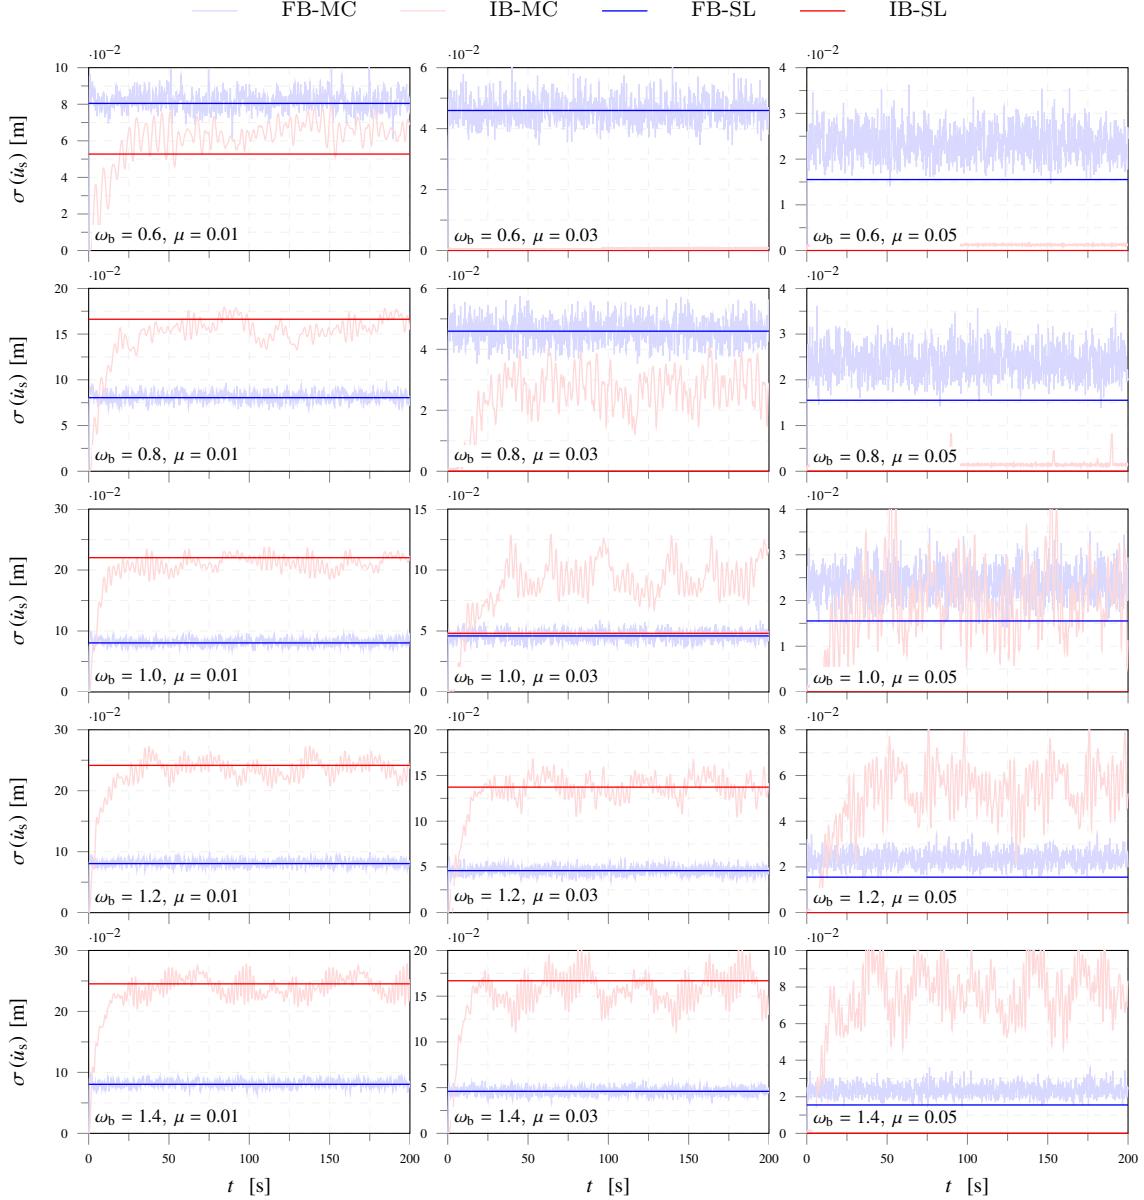 FB-MC IB-MC FB-SL IB-SL
·10⁻² ·10⁻² ·10⁻²
σ (u̇ₛ) [m]
10
8
6
4
2
0
ω_b = 0.6, μ = 0.01
6
4
2
0
ω_b = 0.6, μ = 0.03
4
3
2
1
0
ω_b = 0.6, μ = 0.05
·10⁻² ·10⁻² ·10⁻²
σ (u̇ₛ) [m]
20
15
10
5
0
ω_b = 0.8, μ = 0.01
6
4
2
0
ω_b = 0.8, μ = 0.03
4
3
2
1
0
ω_b = 0.8, μ = 0.05
·10⁻² ·10⁻² ·10⁻²
σ (u̇ₛ) [m]
30
20
10
0
ω_b = 1.0, μ = 0.01
15
10
5
0
ω_b = 1.0, μ = 0.03
4
3
2
1
0
ω_b = 1.0, μ = 0.05
·10⁻² ·10⁻² ·10⁻²
σ (u̇ₛ) [m]
30
20
10
0
ω_b = 1.2, μ = 0.01
20
15
10
5
0
ω_b = 1.2, μ = 0.03
8
6
4
2
0
ω_b = 1.2, μ = 0.05
·10⁻² ·10⁻² ·10⁻²
σ (u̇ₛ) [m]
30
20
10
0
ω_b = 1.4, μ = 0.01
20
15
10
5
0
ω_b = 1.4, μ = 0.03
10
8
6
4
2
0
ω_b = 1.4, μ = 0.05
0 50 100 150 200 0 50 100 150 200 0 50 100 150 200
t [s] t [s] t [s]